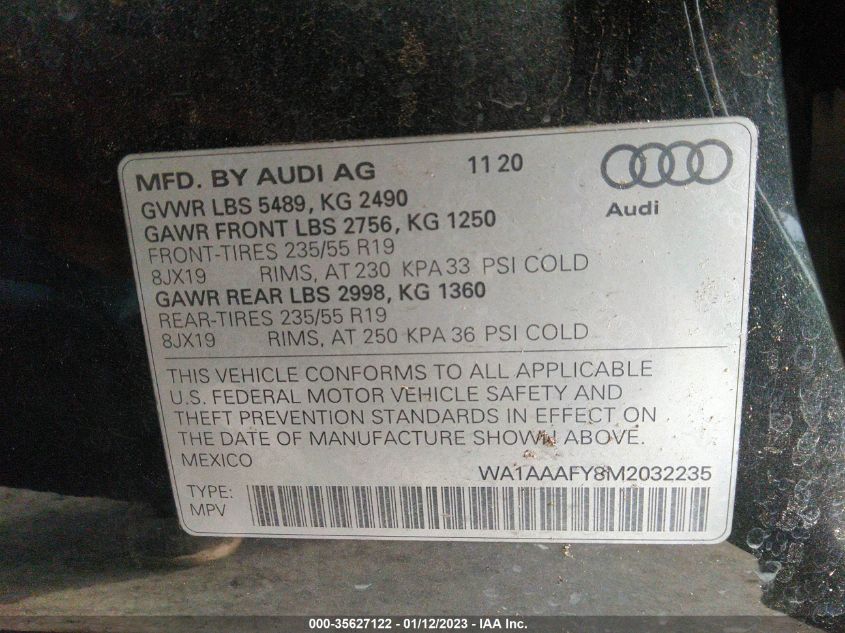 MFD. BY AUDI AG 11 20
GVWR LBS 5489, KG 2490
GAWR FRONT LBS 2756, KG 1250
Audi
FRONT-TIRES 235/55 R19
8JX19 RIMS, AT 230 KPA 33 PSI COLD
GAWR REAR LBS 2998, KG 1360
REAR-TIRES 235/55 R19
8JX19 RIMS, AT 250 KPA 36 PSI COLD
THIS VEHICLE CONFORMS TO ALL APPLICABLE
U.S. FEDERAL MOTOR VEHICLE SAFETY AND
THEFT PREVENTION STANDARDS IN EFFECT ON
THE DATE OF MANUFACTURE SHOWN ABOVE.
MEXICO
WA1AAAFY8M2032235
TYPE:
MPV
000-35627122 - 01/12/2023 - IAA Inc.